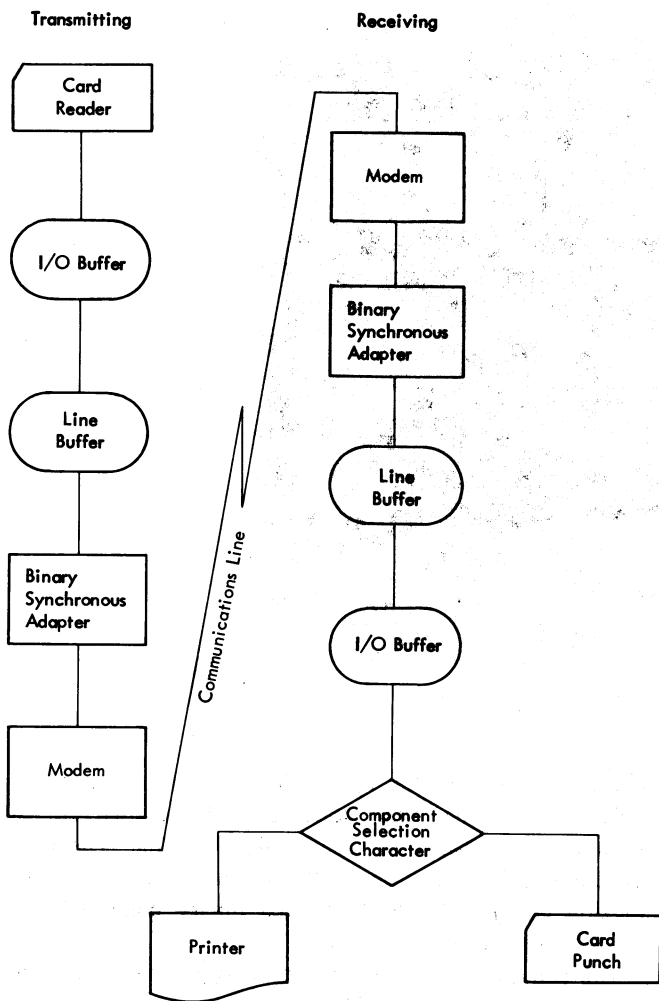 Transmitting
Card
Reader
I/O Buffer
Line
Buffer
Binary
Synchronous
Adapter
Modem
Communications Line
Receiving
Modem
Binary
Synchronous
Adapter
Line
Buffer
I/O Buffer
Component
Selection
Character
Printer
Card
Punch